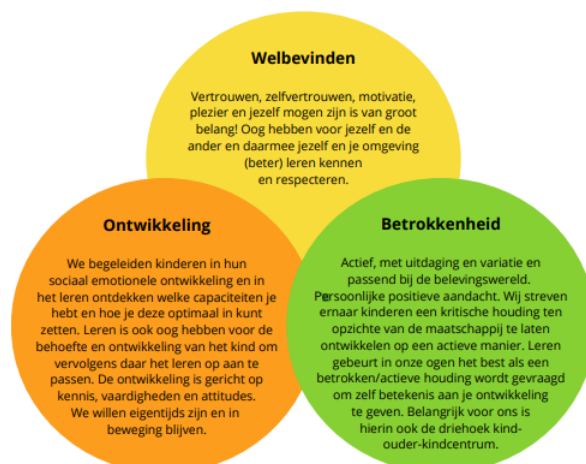 Welbevinden
Vertrouwen, zelfvertrouwen, motivatie,
plezier en jezelf mogen zijn is van groot
belang! Oog hebben voor jezelf en de
ander en daarmee jezelf en je omgeving
(beter) leren kennen
en respecteren.
Ontwikkeling
We begeleiden kinderen in hun
sociaal emotionele ontwikkeling en in
het leren ontdekken welke capaciteiten je
hebt en hoe je deze optimaal in kunt
zetten. Leren is ook oog hebben voor de
behoefte en ontwikkeling van het kind om
vervolgens daar het leren op aan te
passen. De ontwikkeling is gericht op
kennis, vaardigheden en attitudes.
We willen eigentijds zijn en in
beweging blijven.
Betrokkenheid
Actief, met uitdaging en variatie en
passend bij de belevingswereld.
Persoonlijke positieve aandacht. Wij streven
ernaar kinderen een kritische houding ten
opzichte van de maatschappij te laten
ontwikkelen op een actieve manier. Leren
gebeurt in onze ogen het best als een
betrokken/actieve houding wordt gevraagd
om zelf betekenis aan je ontwikkeling
te geven. Belangrijk voor ons is
hierin ook de driehoek kind-
ouder-kindcentrum.